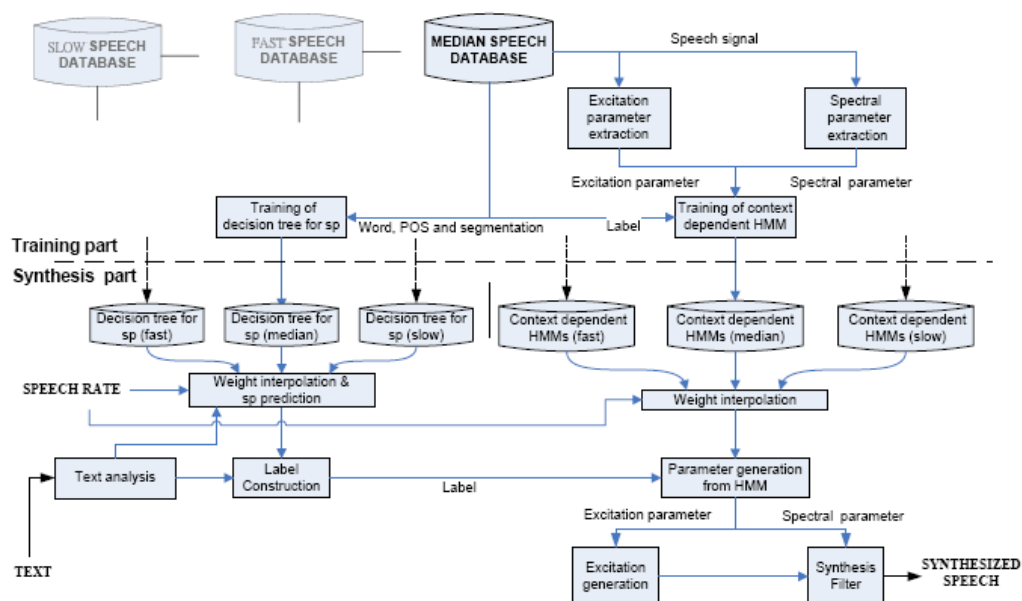 SLOW SPEECH
DATABASE
FAST SPEECH
DATABASE
MEDIAN SPEECH
DATABASE
Speech signal
Excitation
parameter
extraction
Spectral
parameter
extraction
Excitation parameter
Spectral parameter
Training of
decision tree for sp
Word, POS and segmentation
Label
Training of context
dependent HMM
Training part
Synthesis part
Decision tree for
sp (fast)
Decision tree for
sp (median)
Decision tree for
sp (slow)
Context dependent
HMMs (fast)
Context dependent
HMMs (median)
Context dependent
HMMs (slow)
SPEECH RATE
Weight interpolation &
sp prediction
Weight interpolation
Text analysis
Label
Construction
Label
Parameter generation
from HMM
Excitation parameter
Spectral parameter
TEXT
Excitation
generation
Synthesis
Filter
SYNTHESIZED
SPEECH